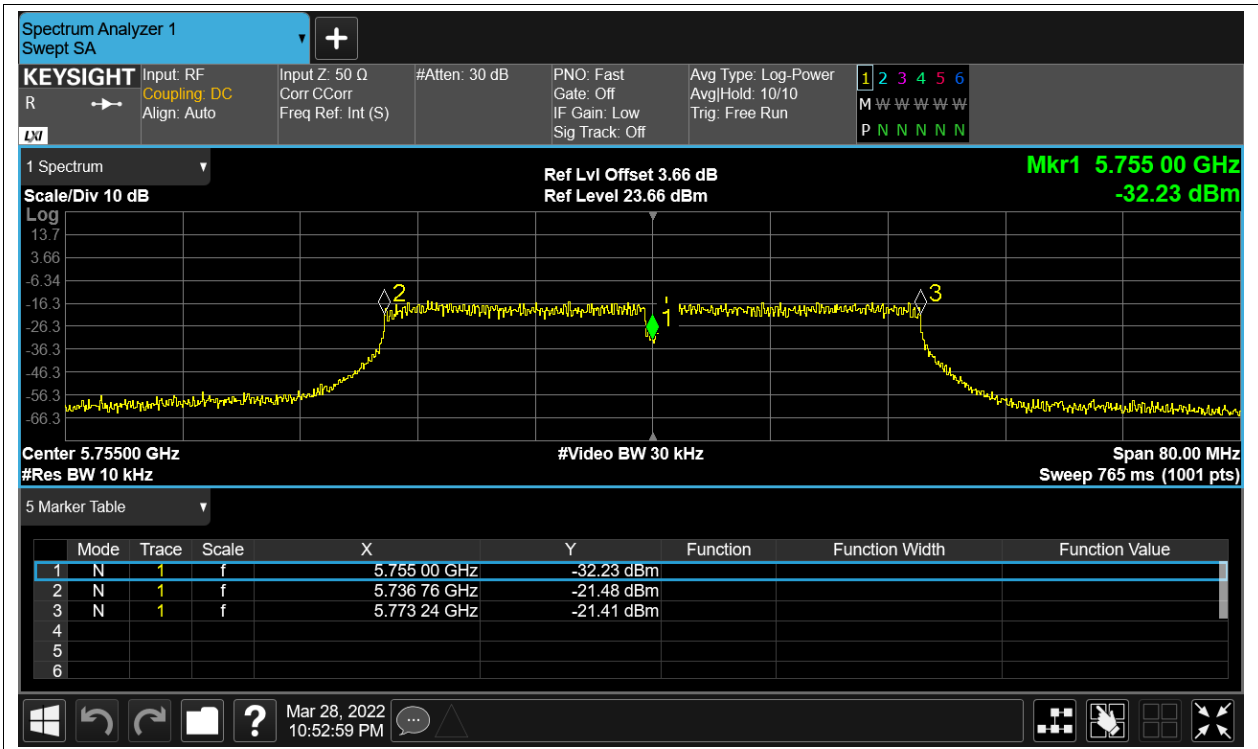 Spectrum Analyzer 1
Swept SA
KEYSIGHT
R
LXI
Input: RF
Coupling: DC
Align: Auto
Input Z: 50 Ω
Corr CCorr
Freq Ref: Int (S)
#Atten: 30 dB
PNO: Fast
Gate: Off
IF Gain: Low
Sig Track: Off
Avg Type: Log-Power
Avg|Hold: 10/10
Trig: Free Run
1 2 3 4 5 6
M W W W W W
P N N N N N
1 Spectrum
Scale/Div 10 dB
Ref Lvl Offset 3.66 dB
Ref Level 23.66 dBm
Mkr1 5.755 00 GHz
-32.23 dBm
Log
13.7
3.66
-6.34
-16.3
-26.3
-36.3
-46.3
-56.3
-66.3
2
1
3
Center 5.75500 GHz
#Video BW 30 kHz
Span 80.00 MHz
#Res BW 10 kHz
Sweep 765 ms (1001 pts)
5 Marker Table
Mode Trace Scale X Y Function Function Width Function Value
1 N 1 f 5.755 00 GHz -32.23 dBm
2 N 1 f 5.736 76 GHz -21.48 dBm
3 N 1 f 5.773 24 GHz -21.41 dBm
4
5
6
?
Mar 28, 2022
10:52:59 PM